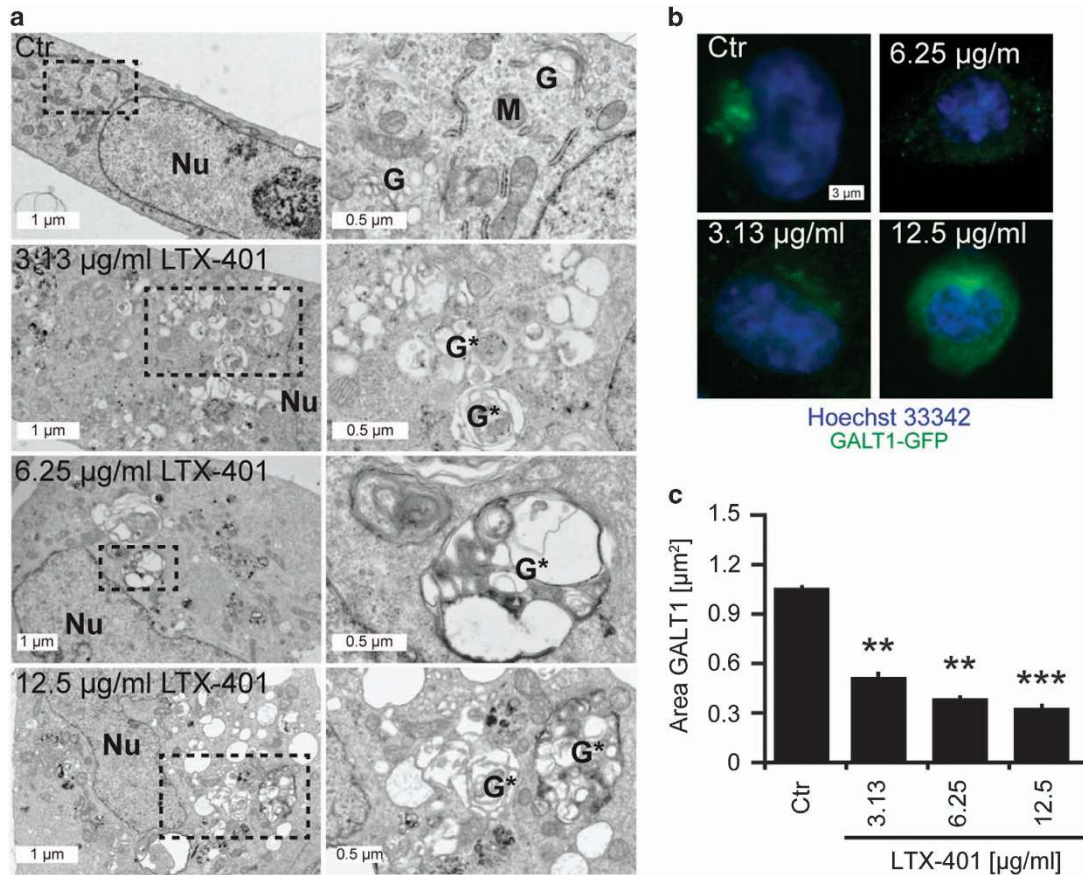 a
Ctr
Nu
1 µm
G
M
G
0.5 µm
3.13 µg/ml LTX-401
Nu
1 µm
G*
G*
0.5 µm
6.25 µg/ml LTX-401
Nu
1 µm
G*
0.5 µm
12.5 µg/ml LTX-401
Nu
1 µm
G*
G*
0.5 µm
b
Ctr
3 µm
6.25 µg/m
3.13 µg/ml
12.5 µg/ml
Hoechst 33342
GALT1-GFP
c
Area GALT1 [µm²]
1.5
1.2
0.9
0.6
0.3
0
**
**
***
Ctr
3.13
6.25
12.5
LTX-401 [µg/ml]